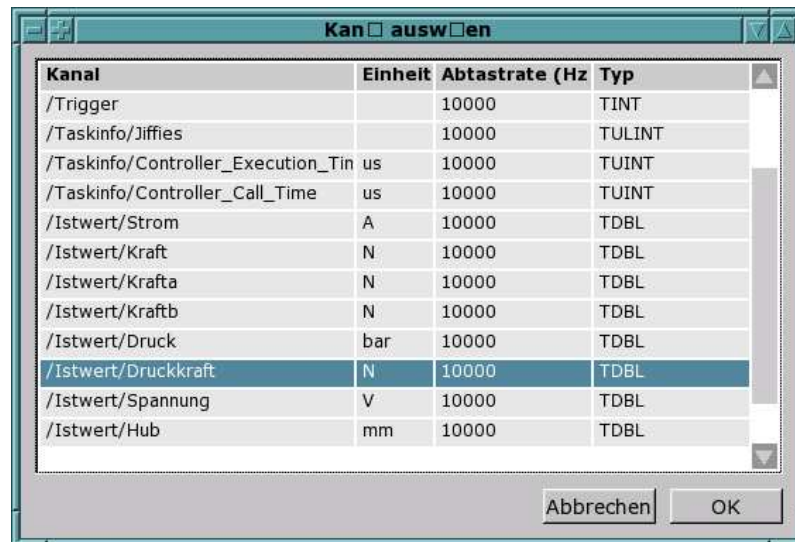 Kan□ ausw□en
Kanal Einheit Abtastrate (Hz Typ
/Trigger 10000 TINT
/Taskinfo/Jiffies 10000 TULINT
/Taskinfo/Controller_Execution_Tim us 10000 TUINT
/Taskinfo/Controller_Call_Time us 10000 TUINT
/Istwert/Strom A 10000 TDBL
/Istwert/Kraft N 10000 TDBL
/Istwert/Krafta N 10000 TDBL
/Istwert/Kraftb N 10000 TDBL
/Istwert/Druck bar 10000 TDBL
/Istwert/Druckkraft N 10000 TDBL
/Istwert/Spannung V 10000 TDBL
/Istwert/Hub mm 10000 TDBL
Abbrechen OK